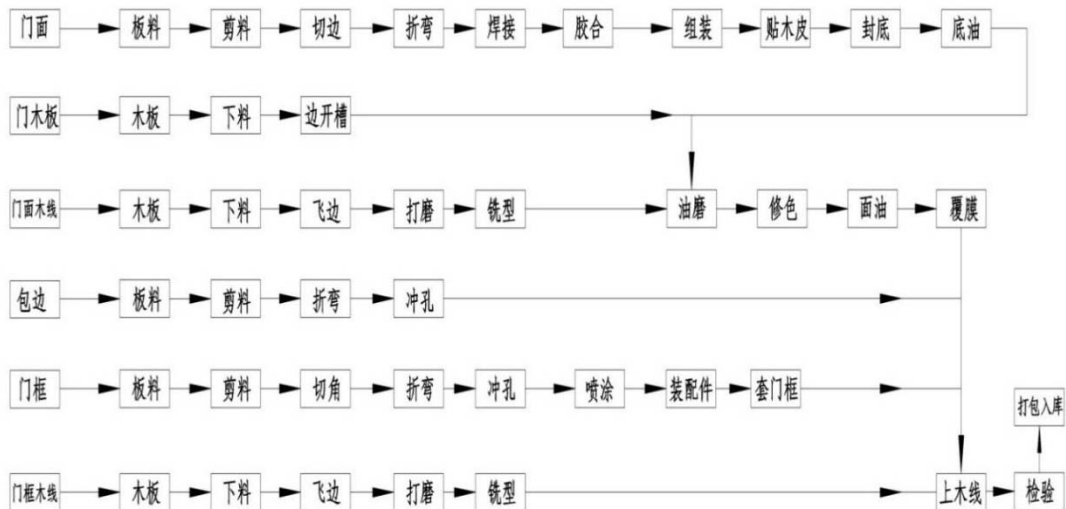 门面 板料 剪料 切边 折弯 焊接 胶合 组装 贴木皮 封底 底油
门木板 木板 下料 边开槽
门面木线 木板 下料 飞边 打磨 铣型 油磨 修色 面油 覆膜
包边 板料 剪料 折弯 冲孔
门框 板料 剪料 切角 折弯 冲孔 喷涂 装配件 套门框 打包入库
门框木线 木板 下料 飞边 打磨 铣型 上木线 检验